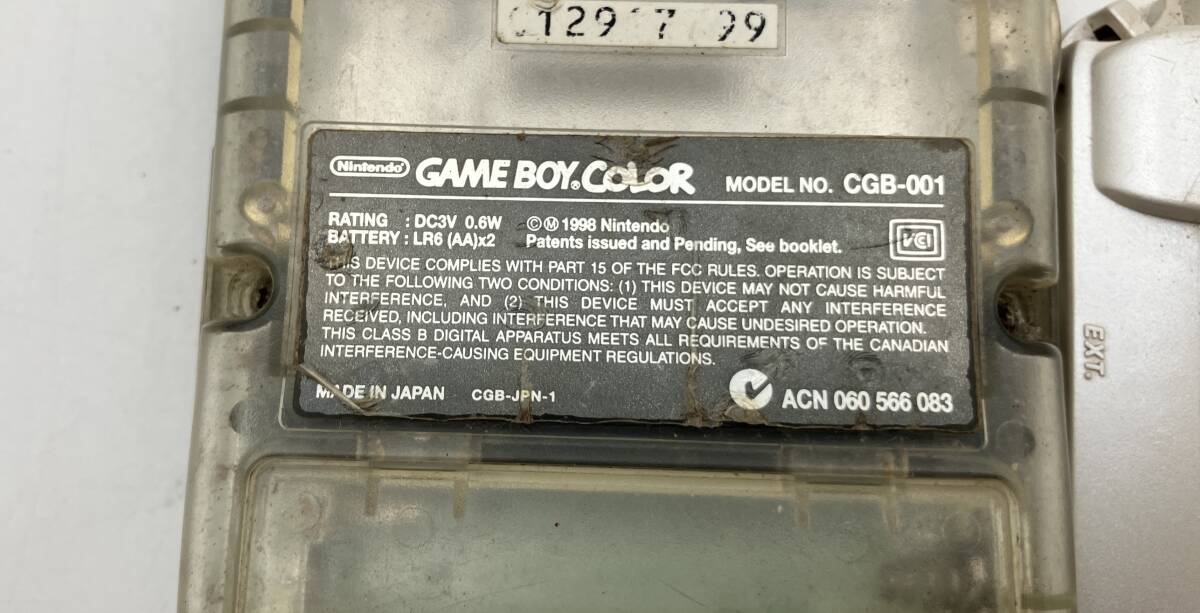 129 7 99
Nintendo GAME BOY COLOR MODEL NO. CGB-001
RATING : DC3V 0.6W ©Ⓜ 1998 Nintendo
BATTERY : LR6 (AA)x2 Patents issued and Pending, See booklet.
VCI
THIS DEVICE COMPLIES WITH PART 15 OF THE FCC RULES. OPERATION IS SUBJECT
TO THE FOLLOWING TWO CONDITIONS: (1) THIS DEVICE MAY NOT CAUSE HARMFUL
INTERFERENCE, AND (2) THIS DEVICE MUST ACCEPT ANY INTERFERENCE
RECEIVED, INCLUDING INTERFERENCE THAT MAY CAUSE UNDESIRED OPERATION.
THIS CLASS B DIGITAL APPARATUS MEETS ALL REQUIREMENTS OF THE CANADIAN
INTERFERENCE-CAUSING EQUIPMENT REGULATIONS.
MADE IN JAPAN CGB-JPN-1 ACN 060 566 083
EXT.